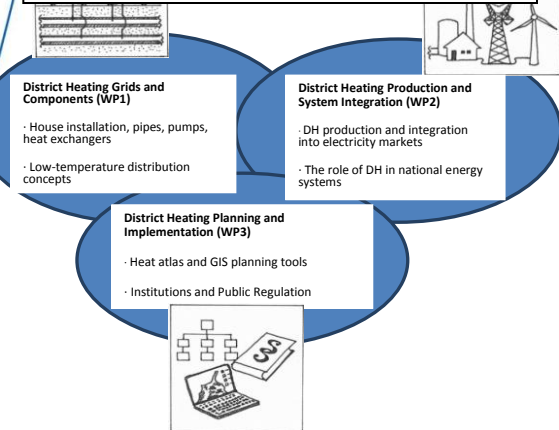 District Heating Grids and
Components (WP1)
· House installation, pipes, pumps,
heat exchangers
· Low-temperature distribution
concepts
District Heating Production and
System Integration (WP2)
· DH production and integration
into electricity markets
· The role of DH in national energy
systems
District Heating Planning and
Implementation (WP3)
· Heat atlas and GIS planning tools
· Institutions and Public Regulation